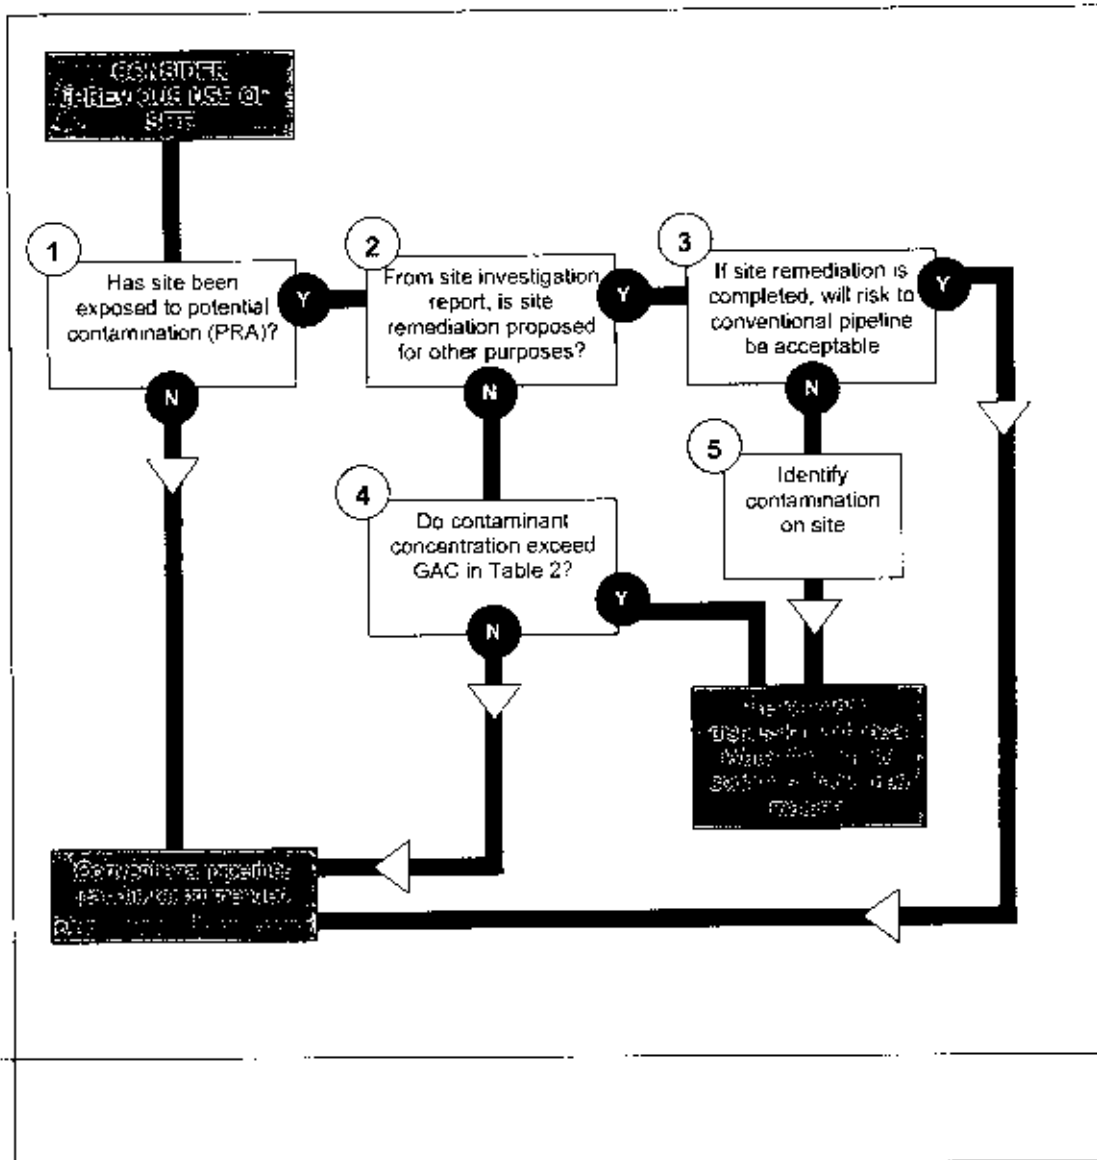 CONSIDER
PREVIOUS USE OF
SITE
1
Has site been
exposed to potential
contamination (PRA)?
Y
N
2
From site investigation
report, is site
remediation proposed
for other purposes?
Y
N
3
If site remediation is
completed, will risk to
conventional pipeline
be acceptable
Y
N
4
Do contaminant
concentration exceed
GAC in Table 2?
Y
N
5
Identify
contamination
on site
pipeline